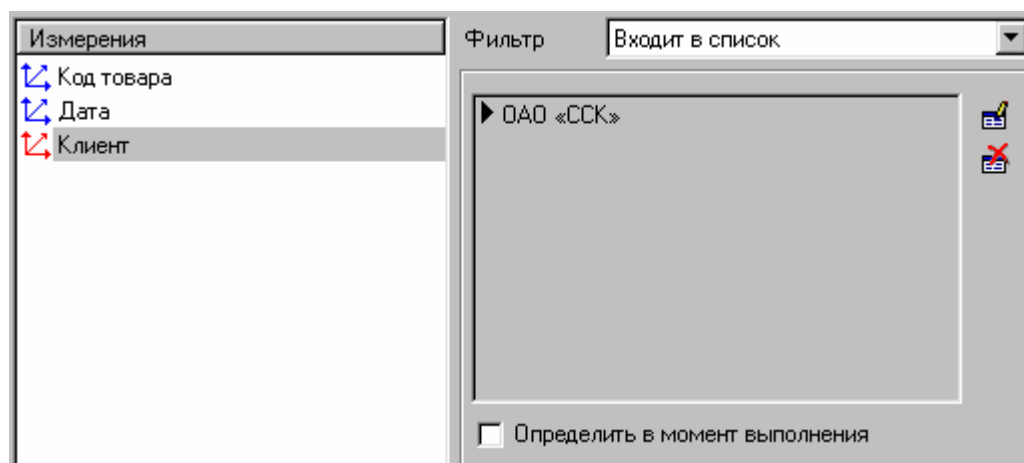 Измерения
Код товара
Дата
Клиент
Фильтр Входит в список
ОАО «ССК»
Определить в момент выполнения